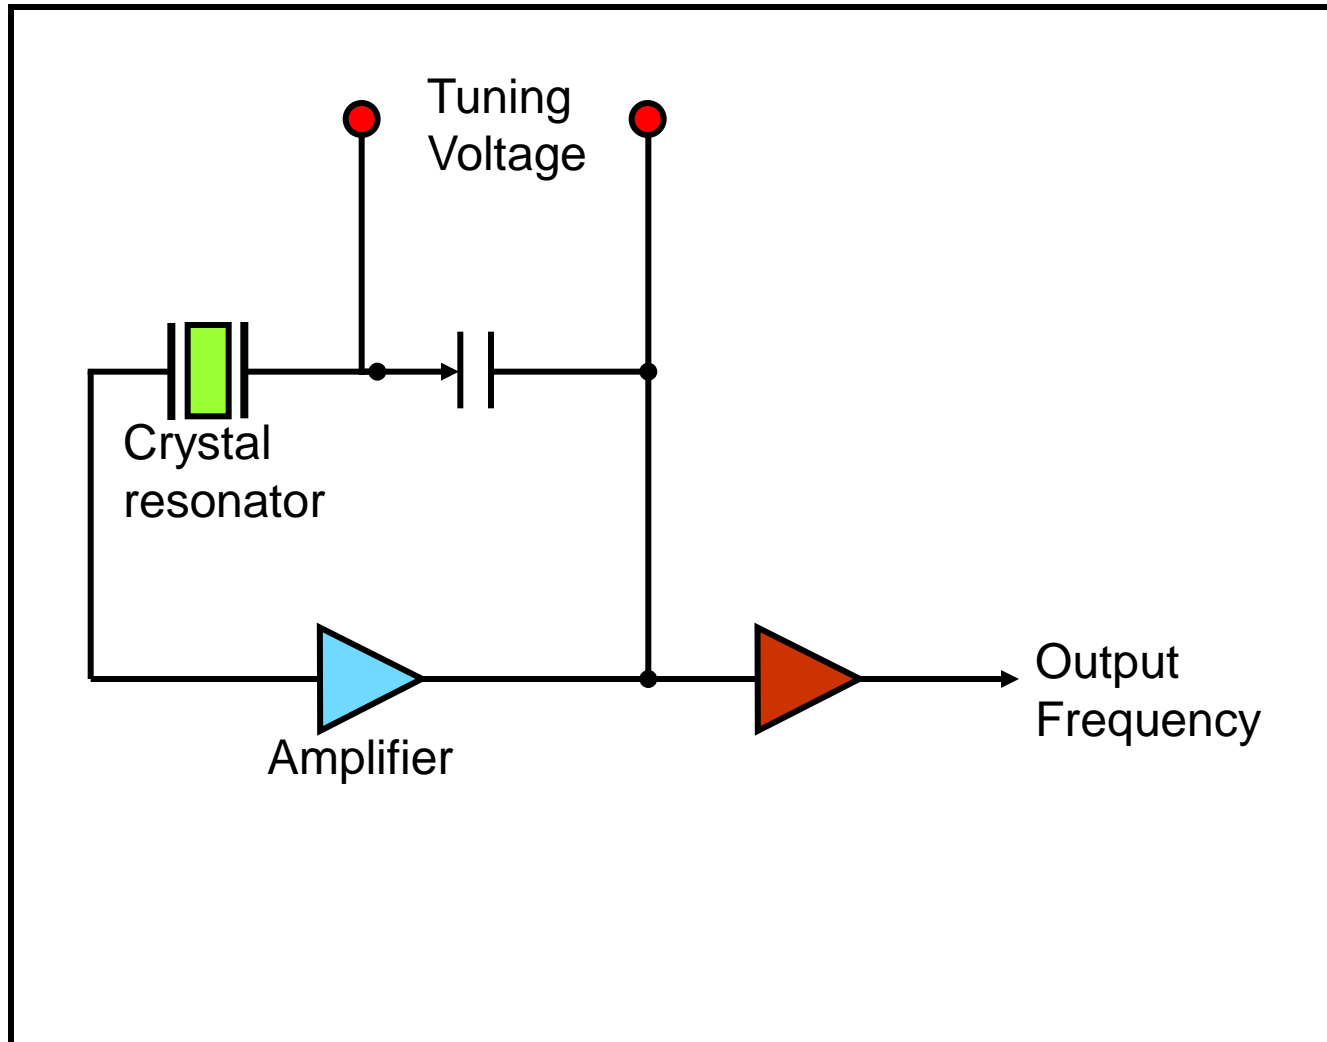 Tuning
Voltage
Crystal
resonator
Amplifier
Output
Frequency